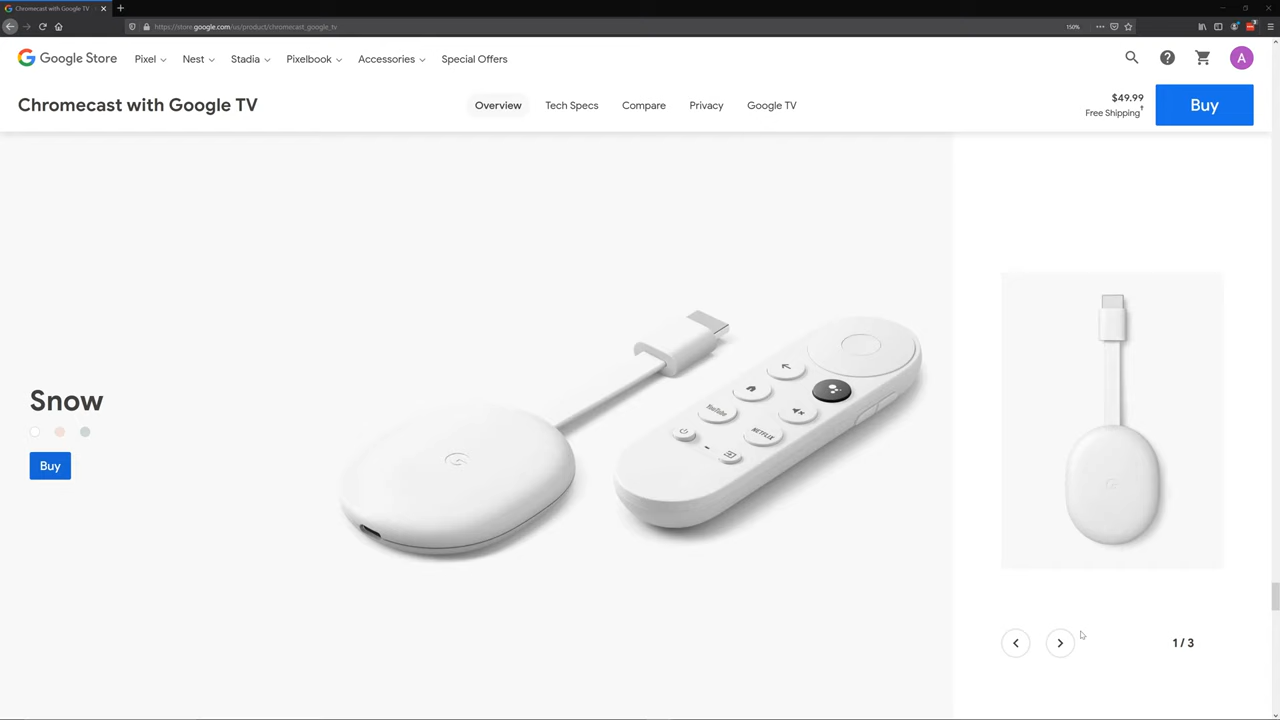 Chromecast with Google TV
https://store.google.com/us/product/chromecast_google_tv
150%
Google Store
Pixel
Nest
Stadia
Pixelbook
Accessories
Special Offers
A
Chromecast with Google TV
Overview
Tech Specs
Compare
Privacy
Google TV
$49.99
Free Shipping†
Buy
Snow
Buy
YouTube
NETFLIX
G
G
1 / 3